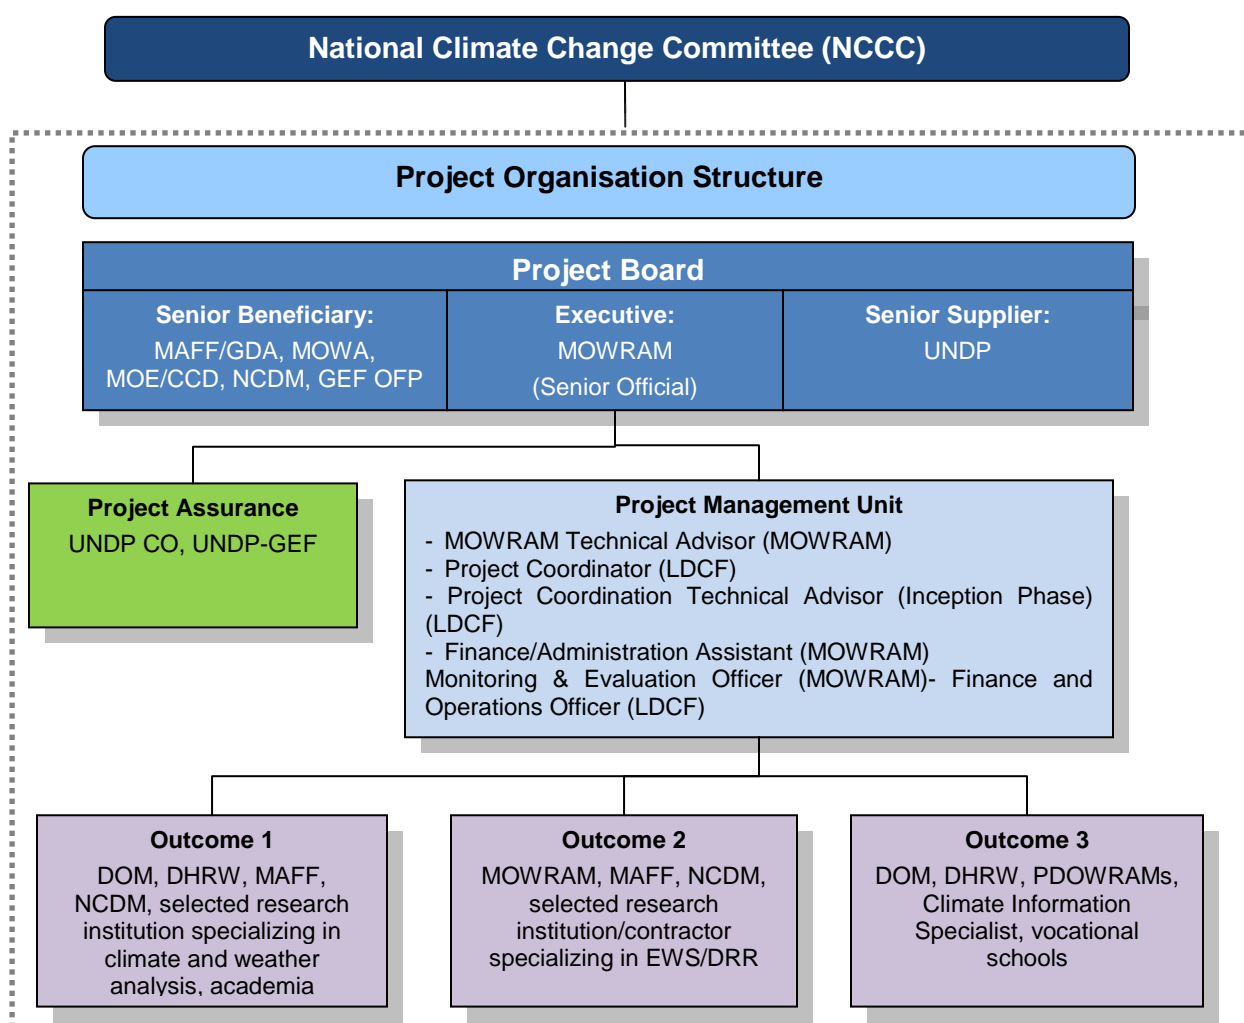 National Climate Change Committee (NCCC)
Project Organisation Structure
Project Board
Senior Beneficiary:
MAFF/GDA, MOWA,
MOE/CCD, NCDM, GEF OFP
Executive:
MOWRAM
(Senior Official)
Senior Supplier:
UNDP
Project Assurance
UNDP CO, UNDP-GEF
Project Management Unit
- MOWRAM Technical Advisor (MOWRAM)
- Project Coordinator (LDCF)
- Project Coordination Technical Advisor (Inception Phase)
(LDCF)
- Finance/Administration Assistant (MOWRAM)
Monitoring & Evaluation Officer (MOWRAM)- Finance and
Operations Officer (LDCF)
Outcome 1
DOM, DHRW, MAFF,
NCDM, selected research
institution specializing in
climate and weather
analysis, academia
Outcome 2
MOWRAM, MAFF, NCDM,
selected research
institution/contractor
specializing in EWS/DRR
Outcome 3
DOM, DHRW, PDOWRAMs,
Climate Information
Specialist, vocational
schools